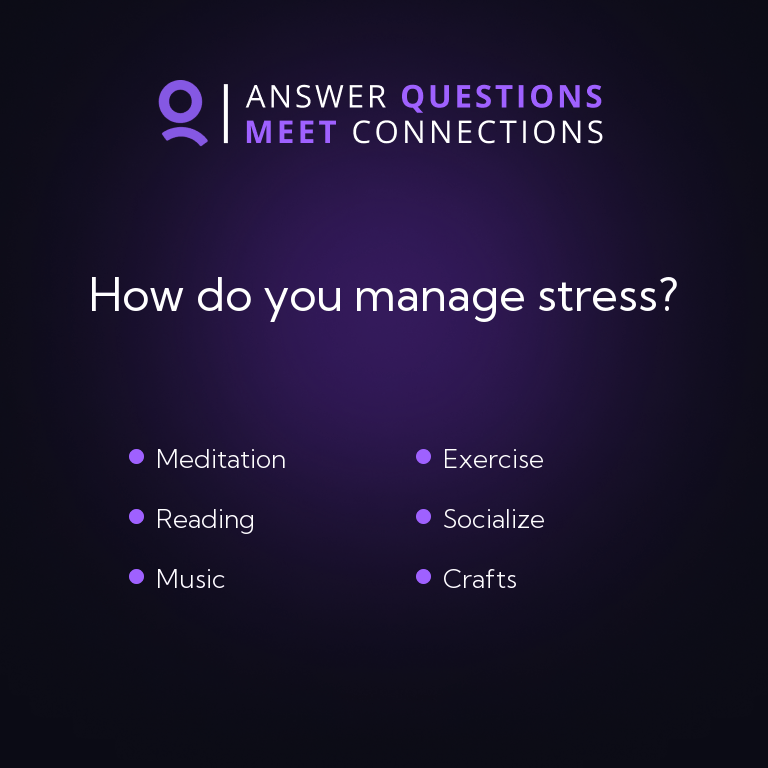 ANSWER QUESTIONS
MEET CONNECTIONS
How do you manage stress?
Meditation
Reading
Music
Exercise
Socialize
Crafts